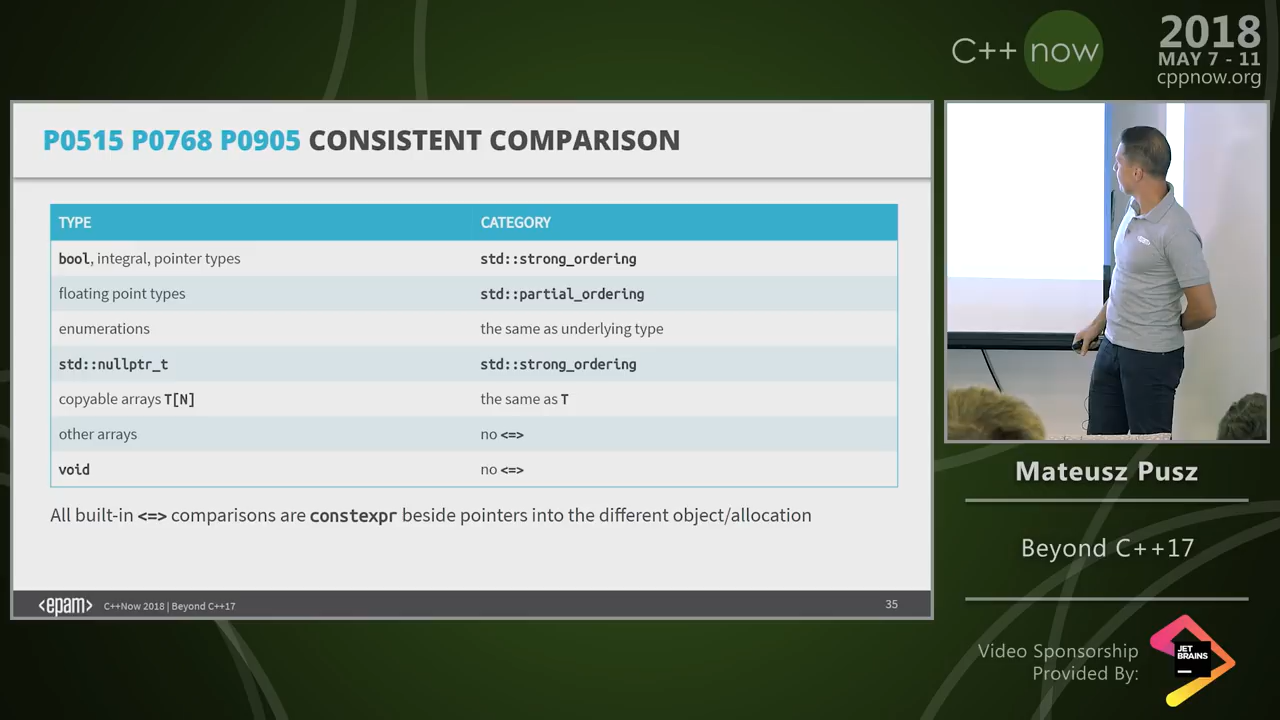 C++ now
2018
MAY 7 - 11
cppnow.org
P0515 P0768 P0905 CONSISTENT COMPARISON
TYPE CATEGORY
bool, integral, pointer types std::strong_ordering
floating point types std::partial_ordering
enumerations the same as underlying type
std::nullptr_t std::strong_ordering
copyable arrays T[N] the same as T
other arrays no <=>
void no <=>
All built-in <=> comparisons are constexpr beside pointers into the different object/allocation
<epam> C++Now 2018 | Beyond C++17 35
Mateusz Pusz
Beyond C++17
Video Sponsorship
Provided By:
JET
BRAINS